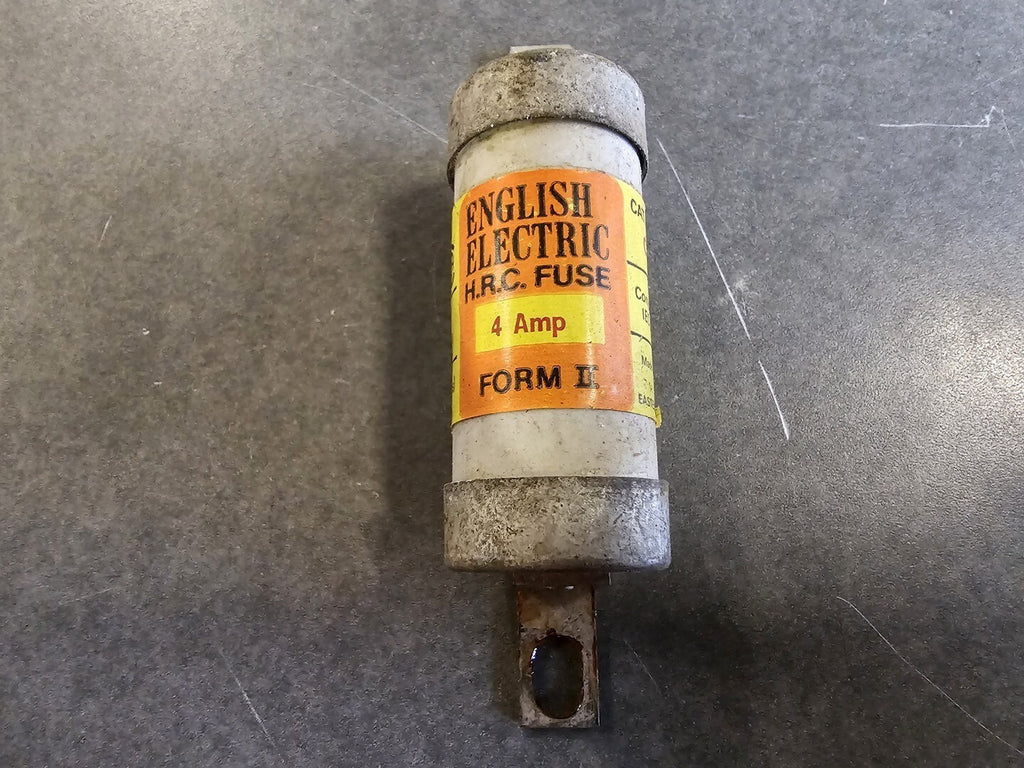 ENGLISH
ELECTRIC
H.R.C. FUSE
4 Amp
FORM II